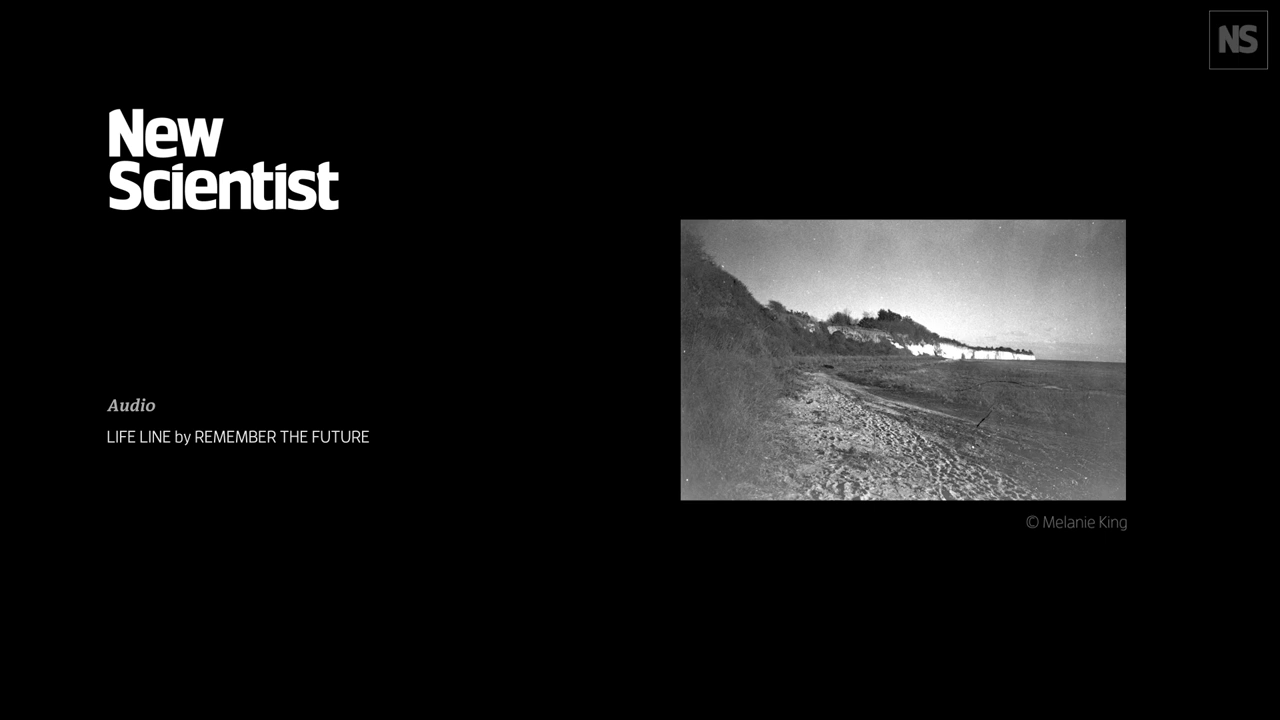 NS
New
Scientist
Audio
LIFE LINE by REMEMBER THE FUTURE
© Melanie King